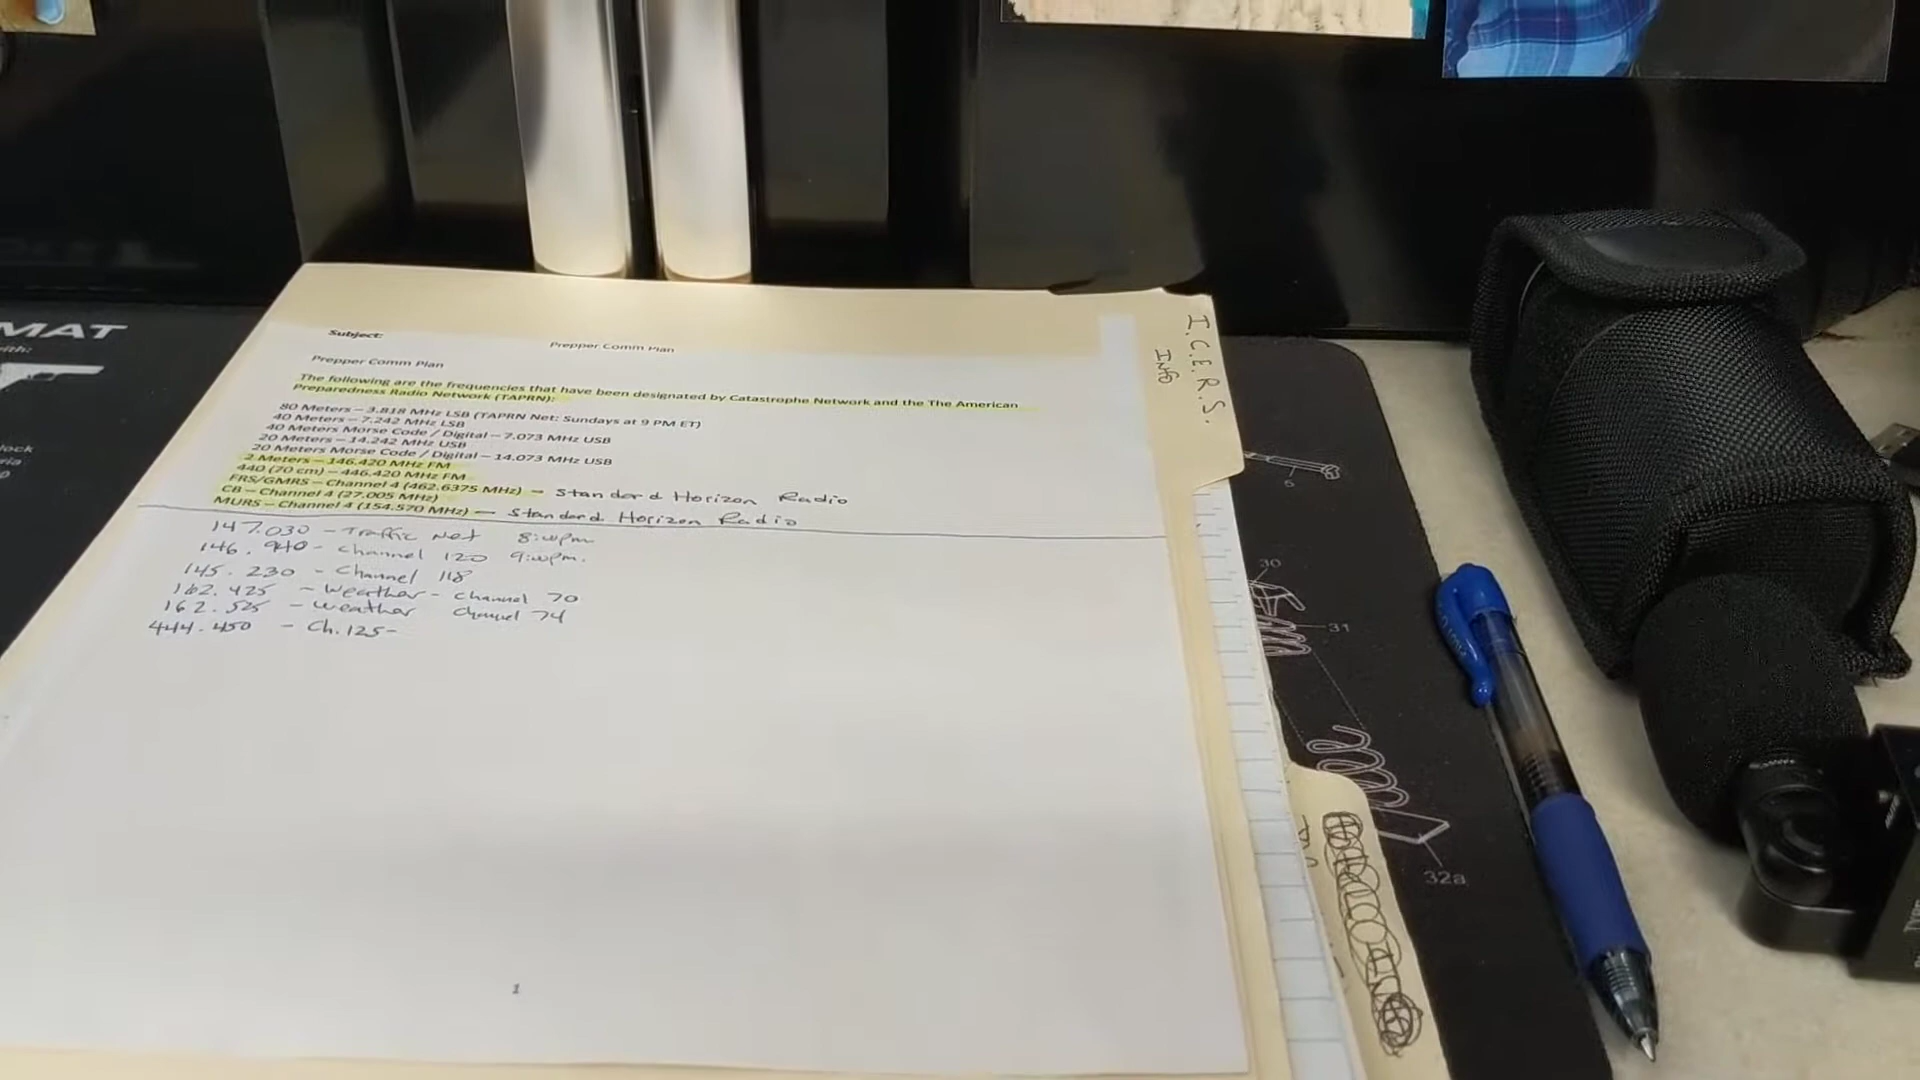 MAT
with:
lock
Subject: Prepper Comm Plan
Prepper Comm Plan
The following are the frequencies that have been designated by Catastrophe Network and the The American
Preparedness Radio Network (TAPRN):
80 Meters – 3.818 MHz LSB (TAPRN Net: Sundays at 9 PM ET)
40 Meters – 7.242 MHz LSB
40 Meters Morse Code / Digital – 7.073 MHz USB
20 Meters – 14.242 MHz USB
20 Meters Morse Code / Digital – 14.073 MHz USB
2 Meters – 146.420 MHz FM
440 (70 cm) – 446.420 MHz FM
FRS/GMRS – Channel 4 (462.6375 MHz) – Standard Horizon Radio
CB – Channel 4 (27.005 MHz)
MURS – Channel 4 (154.570 MHz) – Standard Horizon Radio
147.030 – Traffic Net 8:00pm
146.940 – Channel 120 9:00pm.
145.230 – Channel 118
162.425 – Weather – Channel 70
162.525 – Weather Channel 74
444.450 – Ch. 125-
1
I.C.E.R.S.
Info
5
30
31
32a